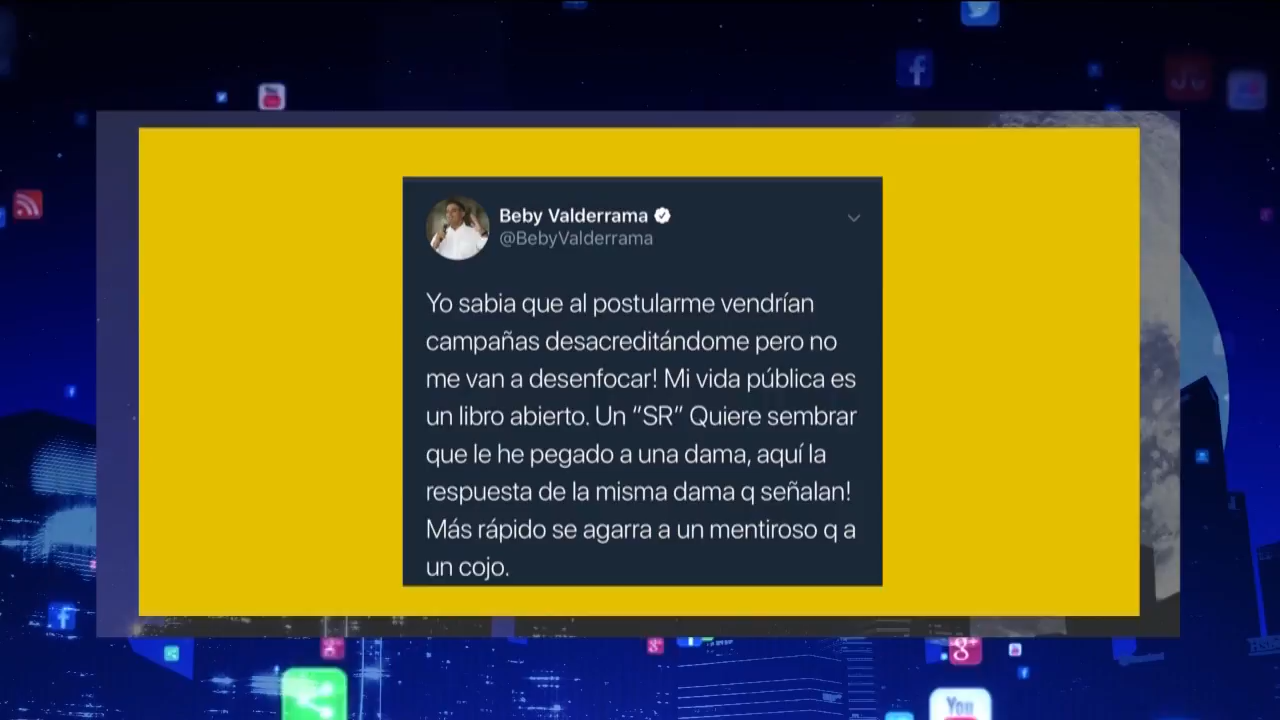 Beby Valderrama
@BebyValderrama
Yo sabia que al postularme vendrían
campañas desacreditándome pero no
me van a desenfocar! Mi vida pública es
un libro abierto. Un “SR” Quiere sembrar
que le he pegado a una dama, aquí la
respuesta de la misma dama q señalan!
Más rápido se agarra a un mentiroso q a
un cojo.
You